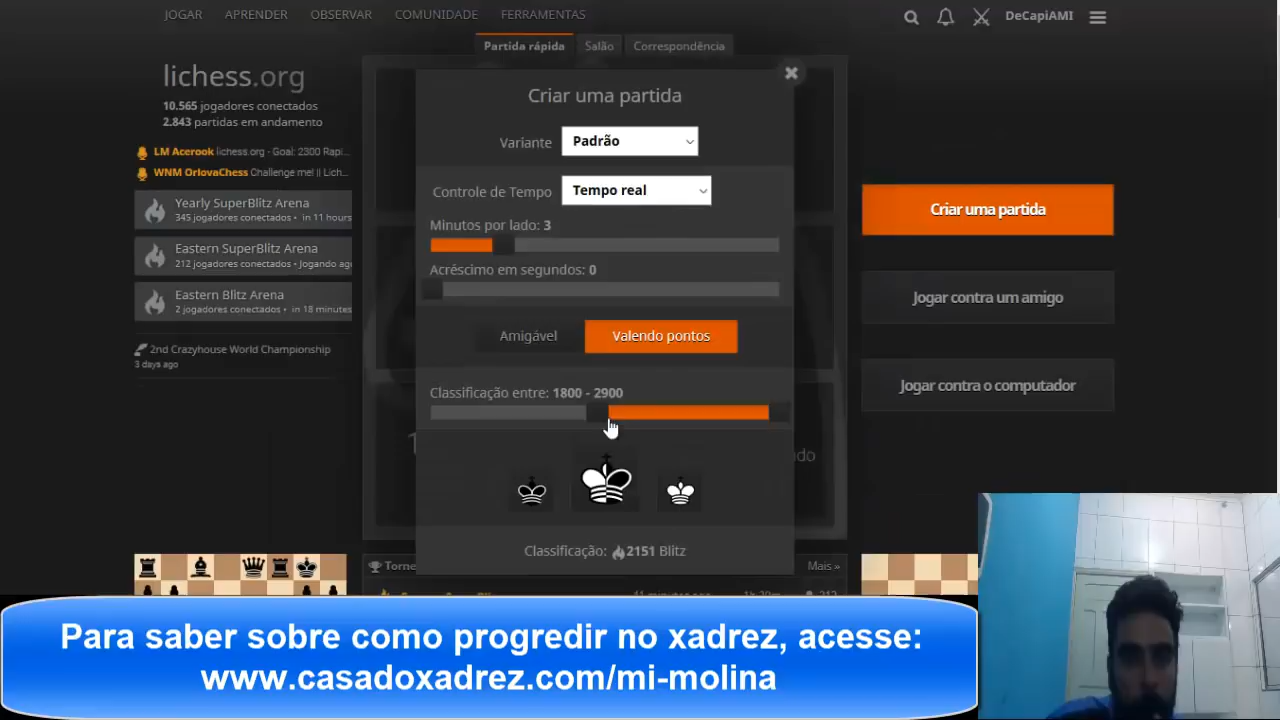 JOGAR APRENDER OBSERVAR COMUNIDADE FERRAMENTAS
DeCapiAMI
Partida rápida Salão Correspondência
lichess.org
10.565 jogadores conectados
2.843 partidas em andamento
LM Acerook lichess.org - Goal: 2300 Rapi...
WNM OrlovaChess Challenge me! || Lich...
Yearly SuperBlitz Arena
345 jogadores conectados • in 11 hours
Eastern SuperBlitz Arena
212 jogadores conectados • Jogando ag
Eastern Blitz Arena
2 jogadores conectados • in 18 minutes
2nd Crazyhouse World Championship
3 days ago
Criar uma partida
Variante Padrão
Controle de Tempo Tempo real
Minutos por lado: 3
Acréscimo em segundos: 0
Amigável Valendo pontos
Classificação entre: 1800 - 2900
Classificação: 2151 Blitz
Criar uma partida
Jogar contra um amigo
Jogar contra o computador
Torne
Mais »
Para saber sobre como progredir no xadrez, acesse:
www.casadoxadrez.com/mi-molina